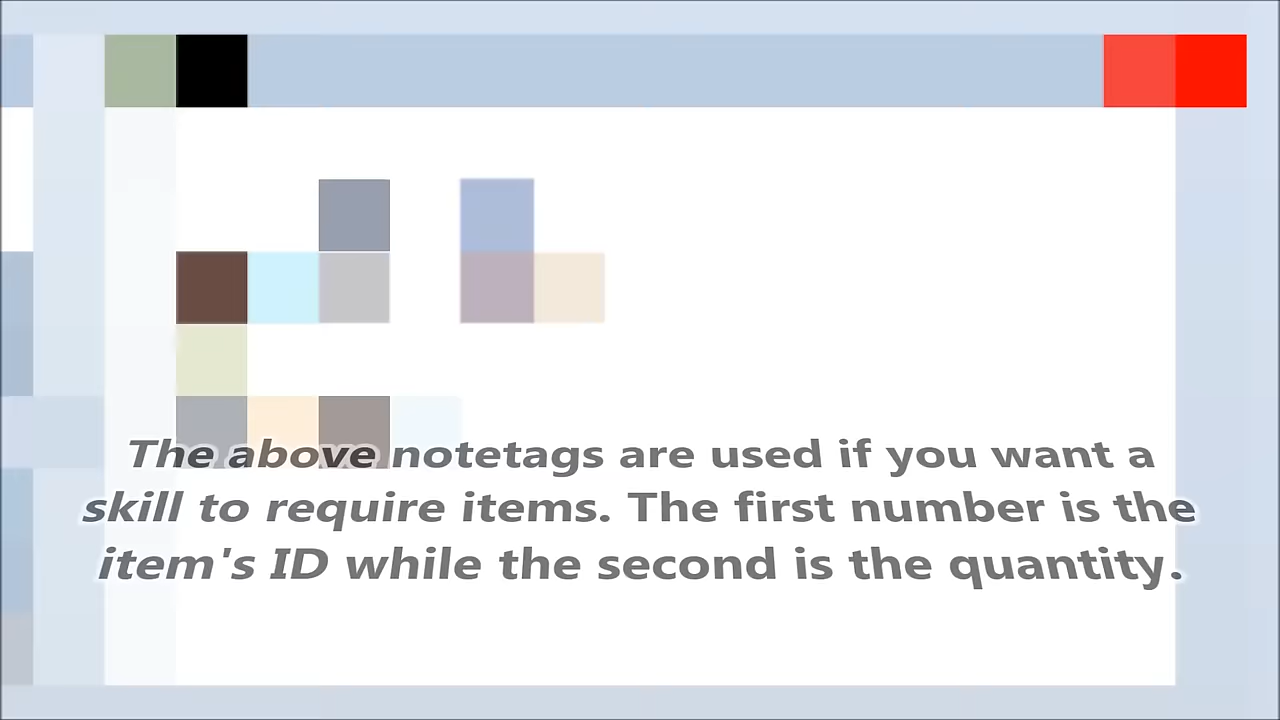 The above notetags are used if you want a
skill to require items. The first number is the
item's ID while the second is the quantity.